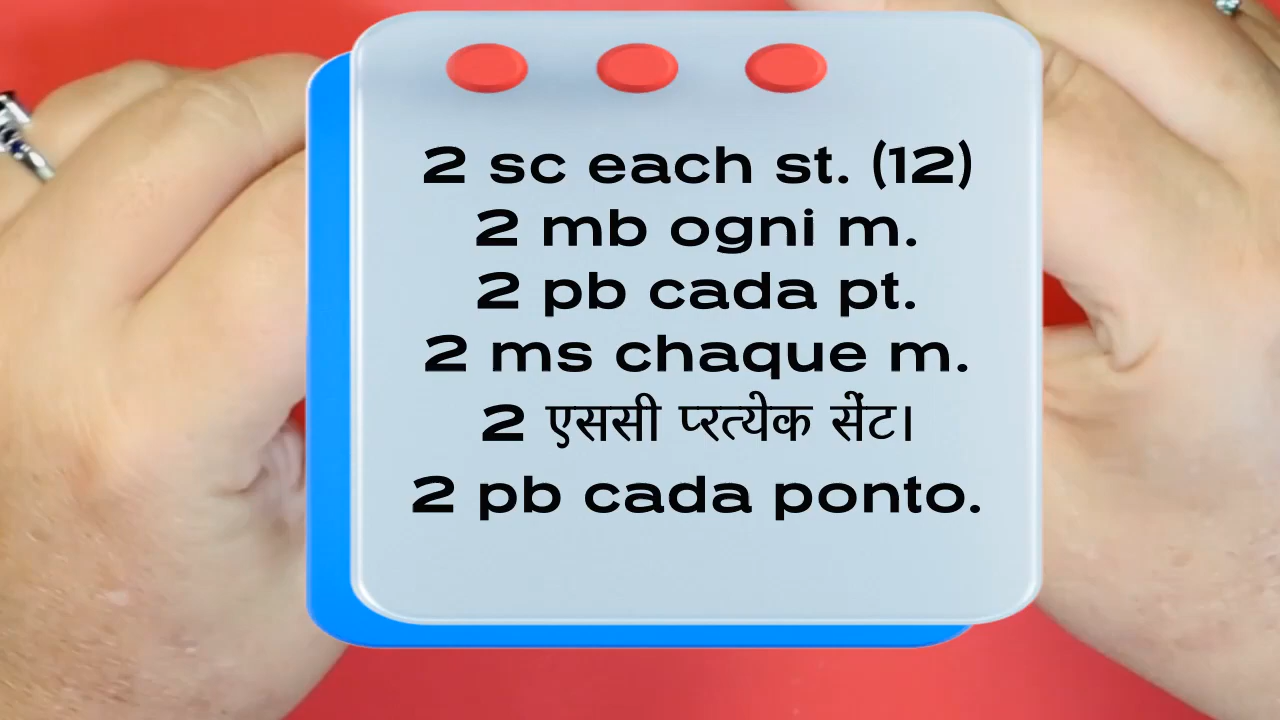 2 sc each st. (12)
2 mb ogni m.
2 pb cada pt.
2 ms chaque m.
2 एससी प्रत्येक सेंट।
2 pb cada ponto.